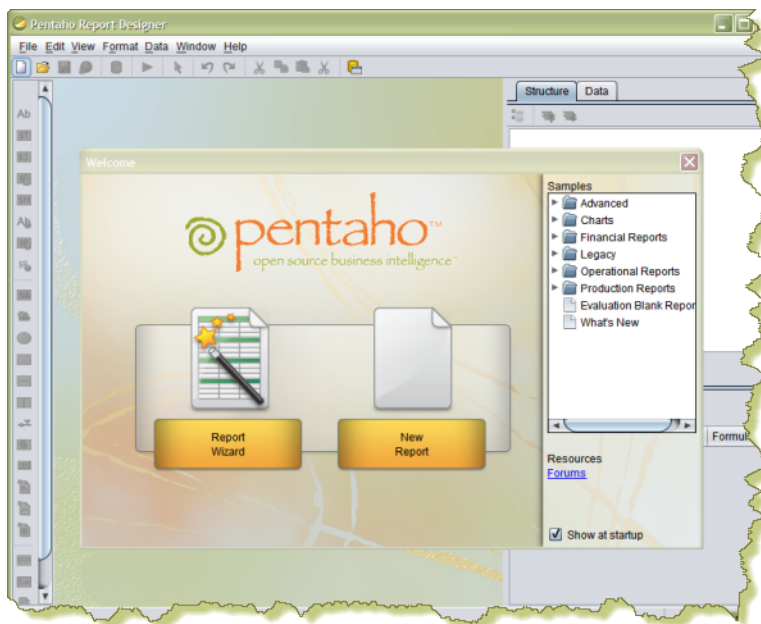 Pentaho Report Designer
File Edit View Format Data Window Help
Structure Data
Ab
Welcome
pentaho™
open source business intelligence™
Report
Wizard
New
Report
Samples
Advanced
Charts
Financial Reports
Legacy
Operational Reports
Production Reports
Evaluation Blank Repor
What's New
Formul
Resources
Forums
Show at startup